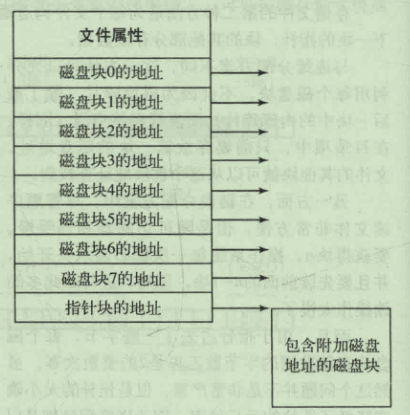 文件属性
磁盘块0的地址
磁盘块1的地址
磁盘块2的地址
磁盘块3的地址
磁盘块4的地址
磁盘块5的地址
磁盘块6的地址
磁盘块7的地址
指针块的地址
包含附加磁盘
地址的磁盘块